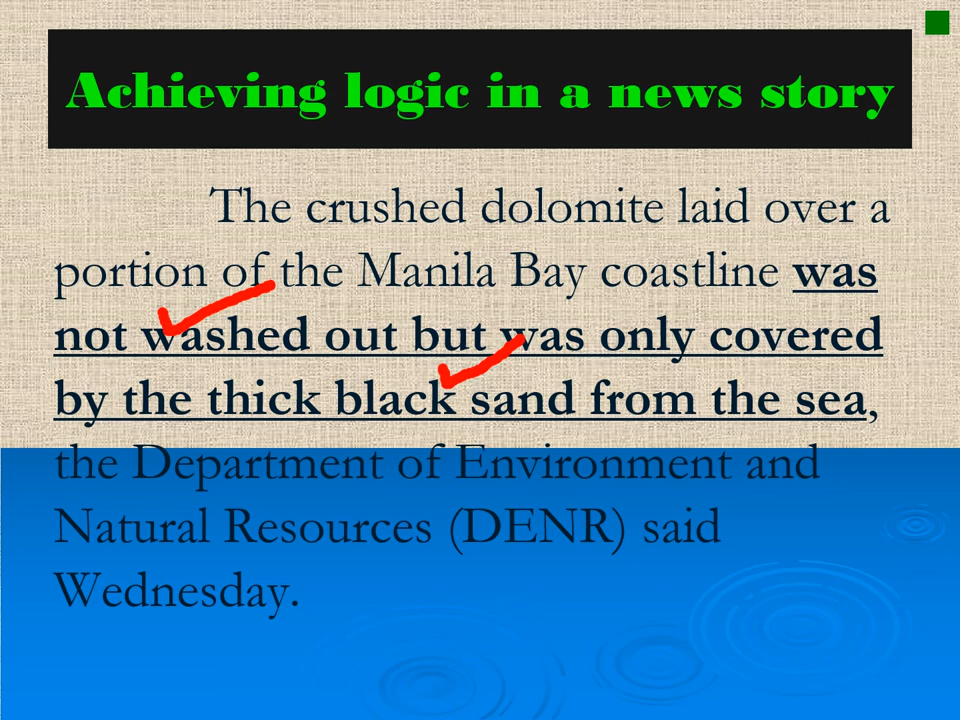 Achieving logic in a news story
The crushed dolomite laid over a
portion of the Manila Bay coastline was
not washed out but was only covered
by the thick black sand from the sea,
the Department of Environment and
Natural Resources (DENR) said
Wednesday.